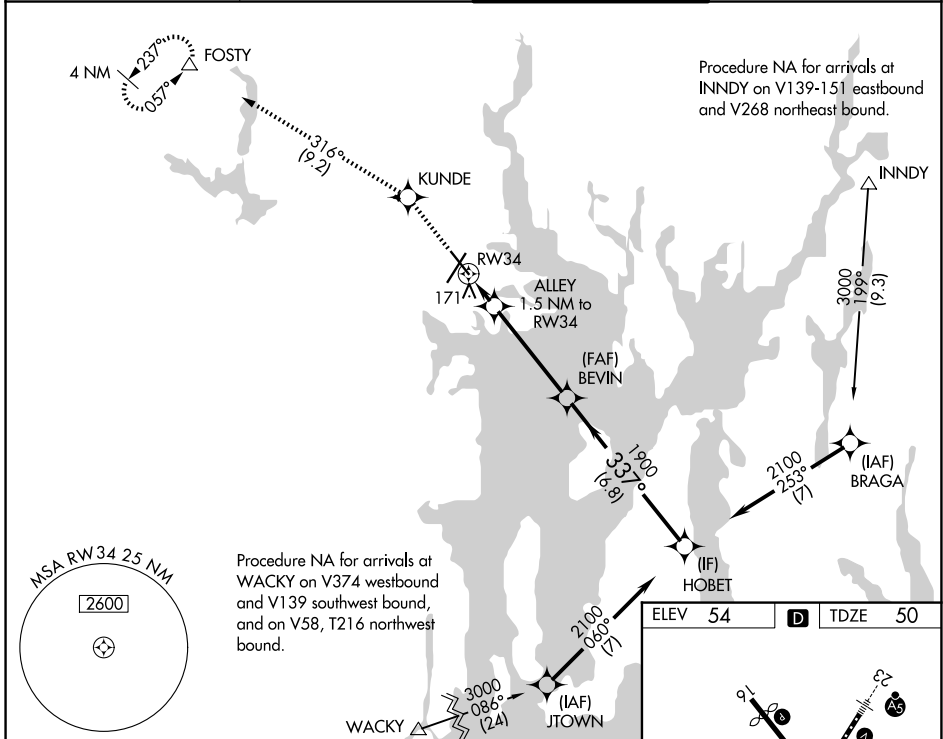 FOSTY
4 NM
237°
057°
Procedure NA for arrivals at
INNDY on V139-151 eastbound
and V268 northeast bound.
316°
(9.2)
KUNDE
INNDY
RW34
171
ALLEY
1.5 NM to
RW34
3000
199°
(9.3)
(FAF)
BEVIN
1900
337°
(6.8)
2100
253°
(7)
(IAF)
BRAGA
(IF)
HOBET
MSA RW34 25 NM
2600
Procedure NA for arrivals at
WACKY on V374 westbound
and V139 southwest bound,
and on V58, T216 northwest
bound.
2100
060°
(7)
ELEV 54 D TDZE 50
3000
086°
(24)
(IAF)
JTOWN
WACKY
16
P
23
A5